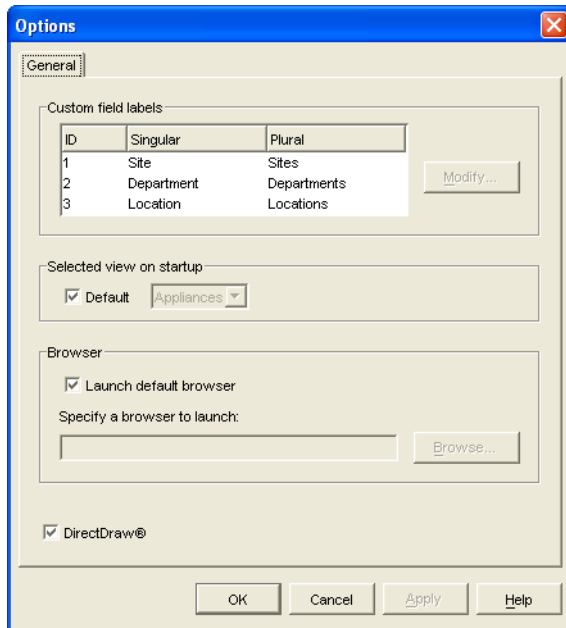 Options
General
Custom field labels
ID Singular Plural
1 Site Sites
2 Department Departments
3 Location Locations
Modify...
Selected view on startup
Default Appliances
Browser
Launch default browser
Specify a browser to launch:
Browse...
DirectDraw®
OK Cancel Apply Help